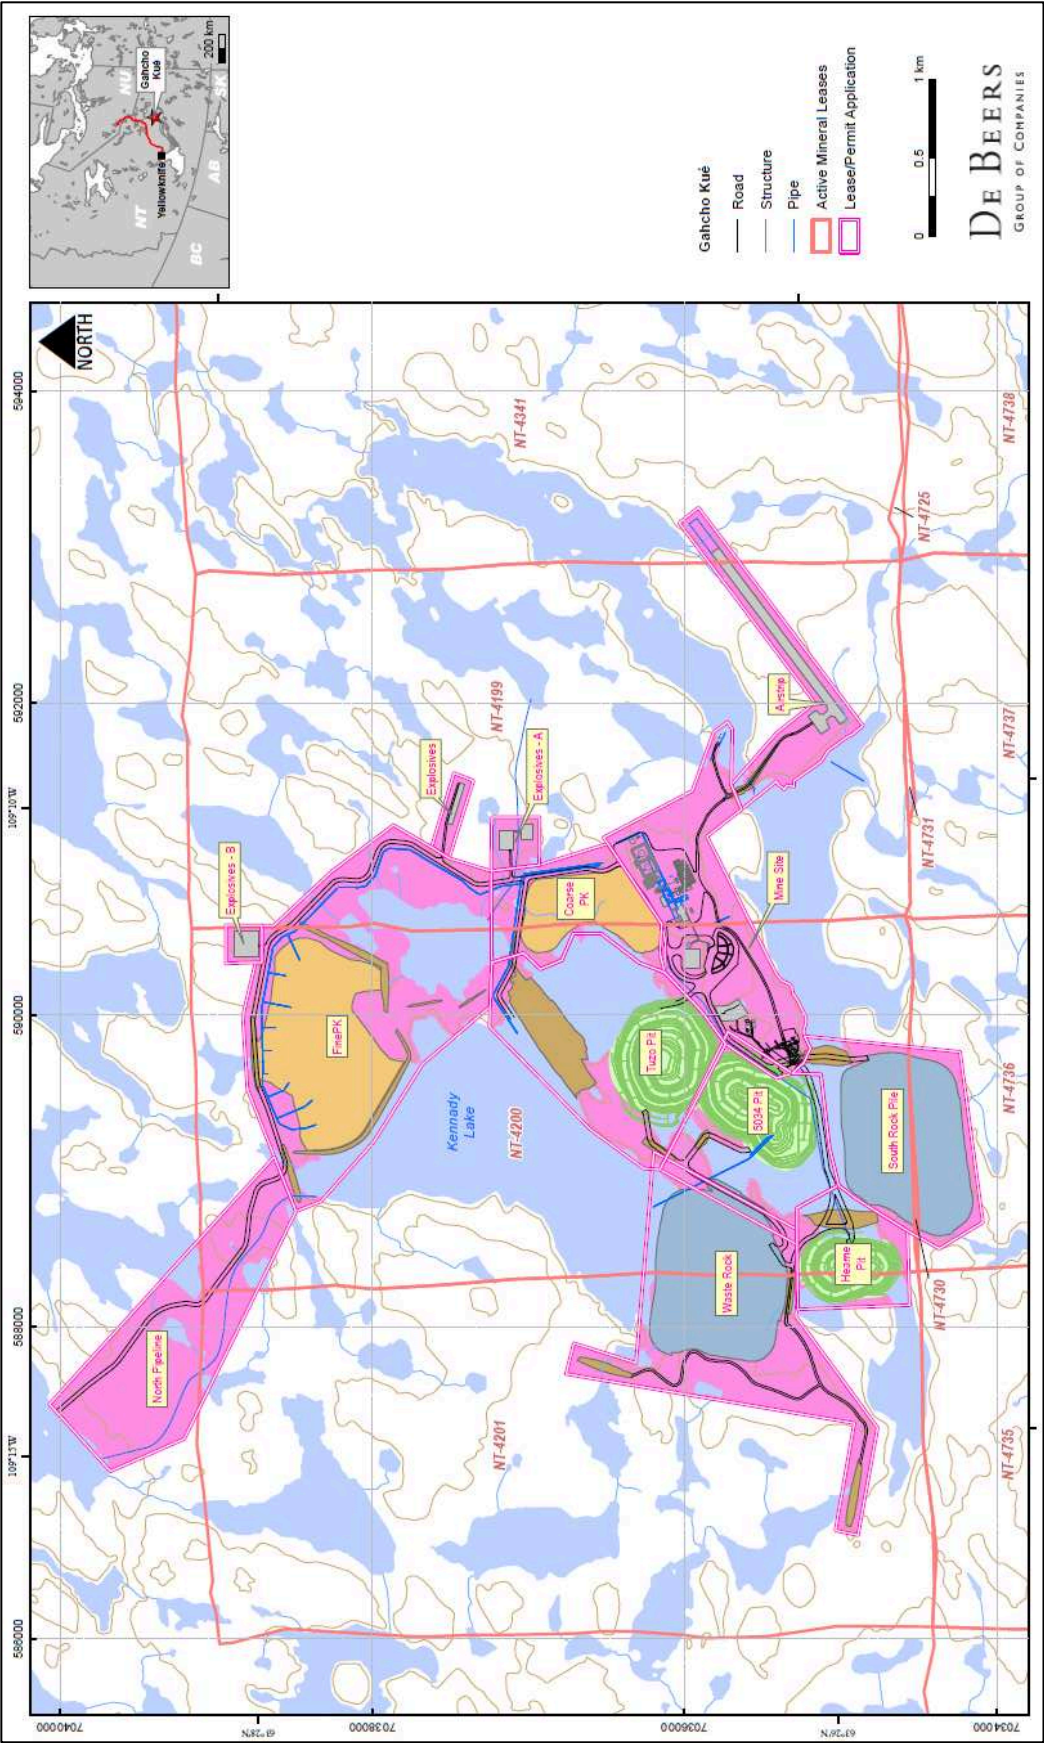 NU
NT
BC
AB
SK
Gahcho
Kué
Yellowknife
200 km
NORTH
Gahcho Kué
Road
Structure
Pipe
Active Mineral Leases
Lease/Permit Application
0
0.5
1 km
DE BEERS
GROUP OF COMPANIES
586000
109°15'W
588000
590000
109°10'W
592000
594000
7040000
63°28'N
7038000
7036000
63°26'N
7034000
North Pipeline
Explosives - B
FinePK
Explosives
Explosives - A
Kennady
Lake
Coarse
PK
Tuzo Pit
5034 Pit
Mine Site
Airstrip
Waste Rock
Hearne
Pit
South Rock Pile
NT-4201
NT-4200
NT-4199
NT-4341
NT-4735
NT-4730
NT-4736
NT-4731
NT-4737
NT-4725
NT-4738